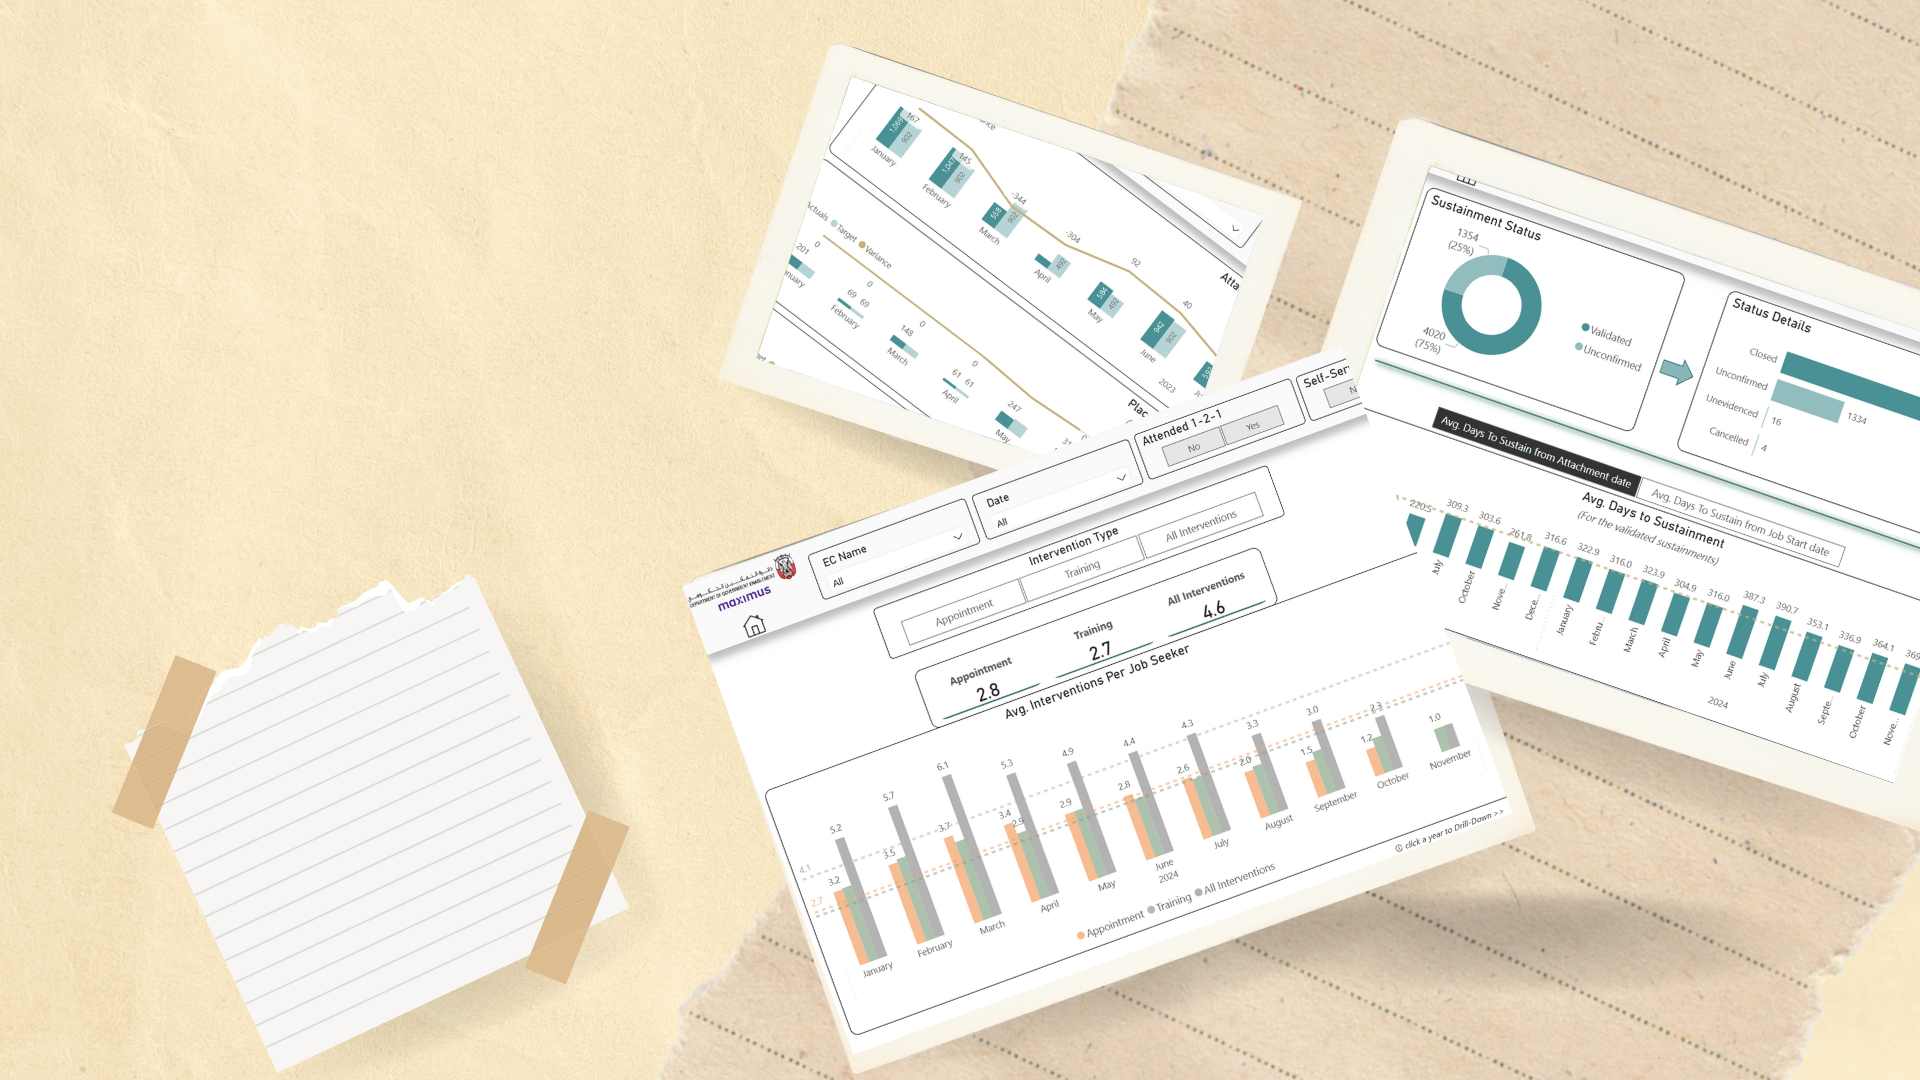 1,069
167
902
January
1,047
145
902
February
-344
558
902
March
-304
492
April
92
584
492
May
40
942
902
June
2023
592
Atta
Target
Variance
201
0
69
69
0
February
148
0
March
61
61
0
April
247
May
Plac
Sustainment Status
1354
(25%)
4020
(75%)
Validated
Unconfirmed
Status Details
Closed
Unconfirmed
1334
Unevidenced
16
Cancelled
4
Avg. Days To Sustain from Attachment date
Avg. Days To Sustain from Job Start date
Avg. Days to Sustainment
(For the validated sustainments)
220.5
309.3
303.6
261.8
316.6
322.9
316.0
323.9
304.9
316.0
387.3
390.7
353.1
336.9
364.1
July
October
Nove...
Dece...
January
Febru...
March
April
May
June
July
August
Septe...
October
Nove...
2024
DEPARTMENT OF GOVERNMENT ENABLEMENT
maximus
EC Name
All
Date
All
Attended 1-2-1
No
Yes
Self-Ser
N
Intervention Type
Appointment
Training
All Interventions
Appointment
2.8
Training
2.7
All Interventions
4.6
Avg. Interventions Per Job Seeker
4.1
2.7
3.2
5.2
3.5
5.7
3.7
6.1
3.4
2.9
5.3
2.9
4.9
2.8
4.4
2.6
4.3
2.0
3.3
1.5
3.0
1.2
2.3
1.0
January
February
March
April
May
June
July
August
September
October
November
2024
Appointment
Training
All Interventions
click a year to Drill-Down >>